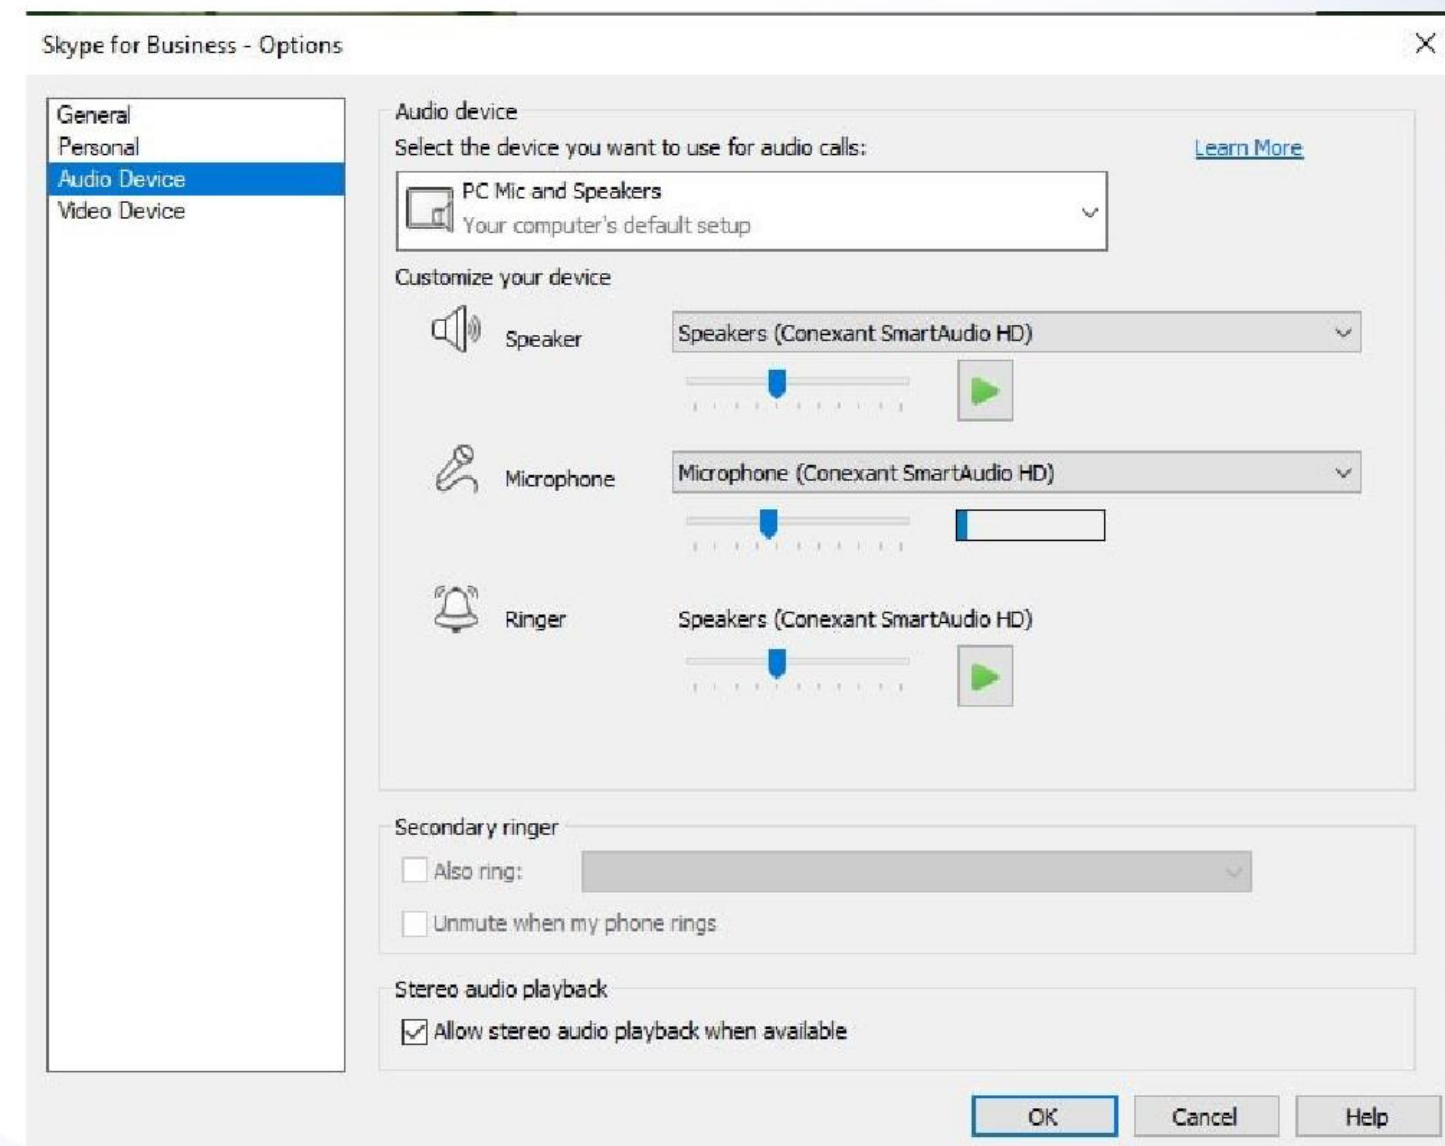 Skype for Business - Options
General
Personal
Audio Device
Video Device
Audio device
Select the device you want to use for audio calls:
Learn More
PC Mic and Speakers
Your computer's default setup
Customize your device
Speaker
Speakers (Conexant SmartAudio HD)
Microphone
Microphone (Conexant SmartAudio HD)
Ringer
Speakers (Conexant SmartAudio HD)
Secondary ringer
Also ring:
Unmute when my phone rings
Stereo audio playback
Allow stereo audio playback when available
OK
Cancel
Help